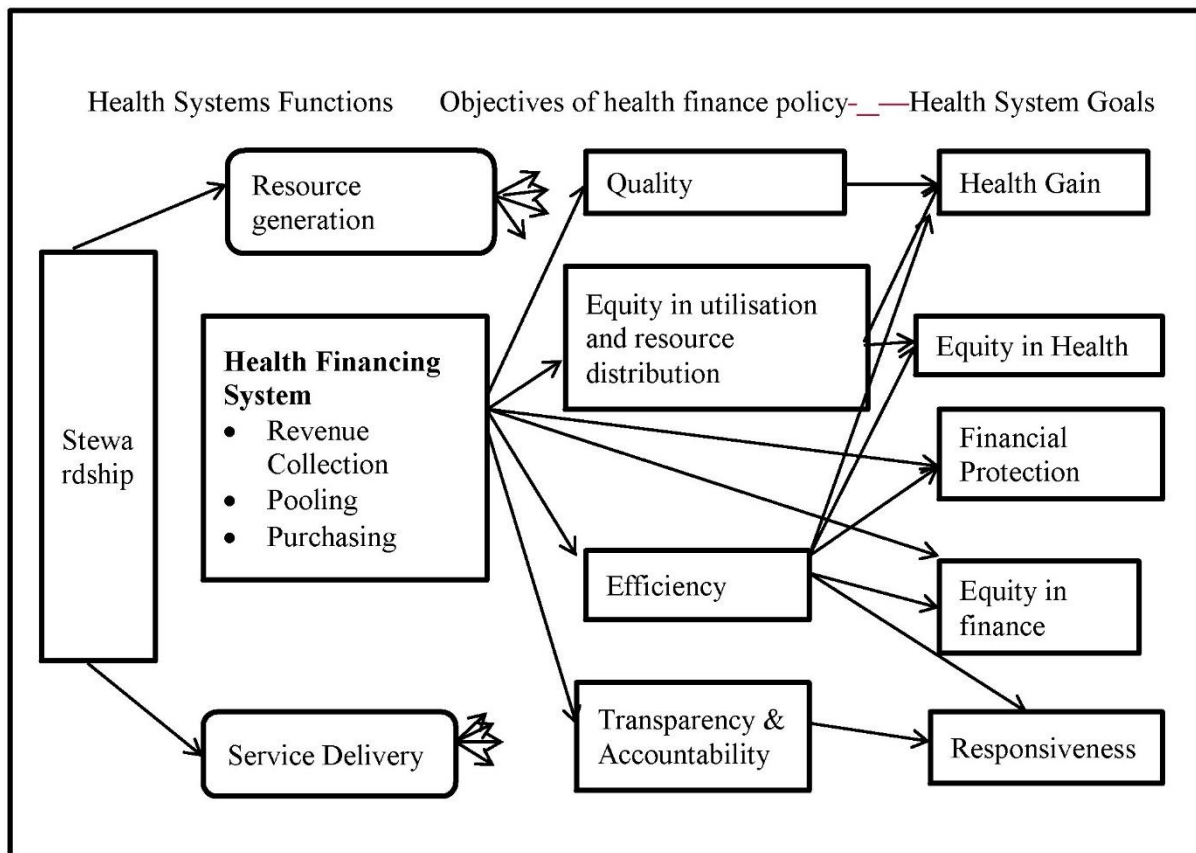 Health Systems Functions
Objectives of health finance policy-_—Health System Goals
Resource
generation
Quality
Health Gain
Stewa
rdship
Health Financing
System
• Revenue
Collection
• Pooling
• Purchasing
Equity in utilisation
and resource
distribution
Equity in Health
Financial
Protection
Efficiency
Equity in
finance
Service Delivery
Transparency &
Accountability
Responsiveness